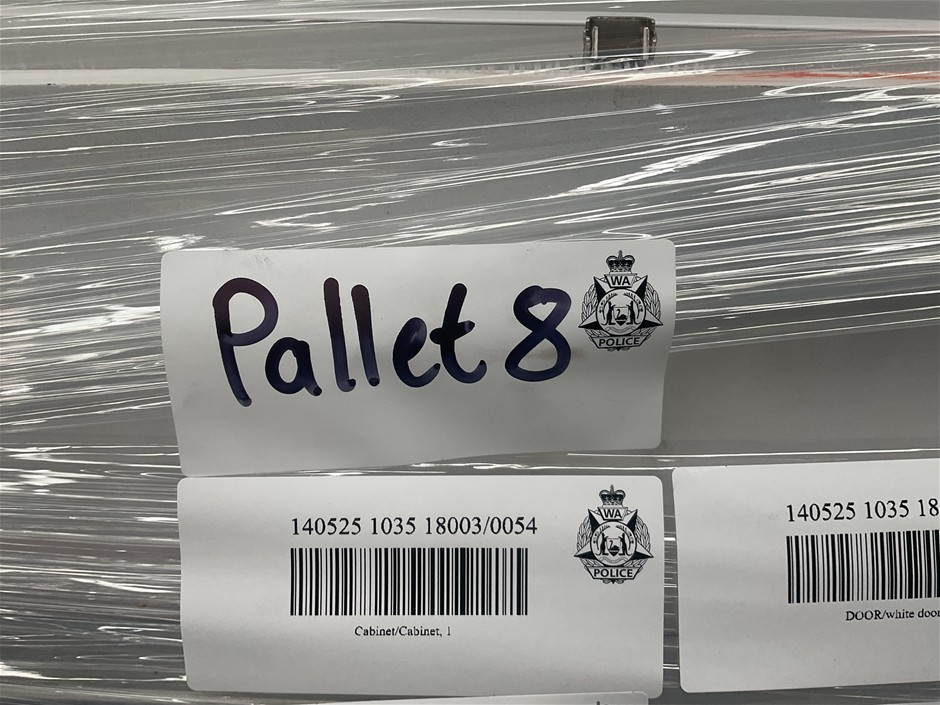 Pallet 8
WA
POLICE
140525 1035 18003/0054
Cabinet/Cabinet, 1
WA
POLICE
140525 1035 18
DOOR/white door